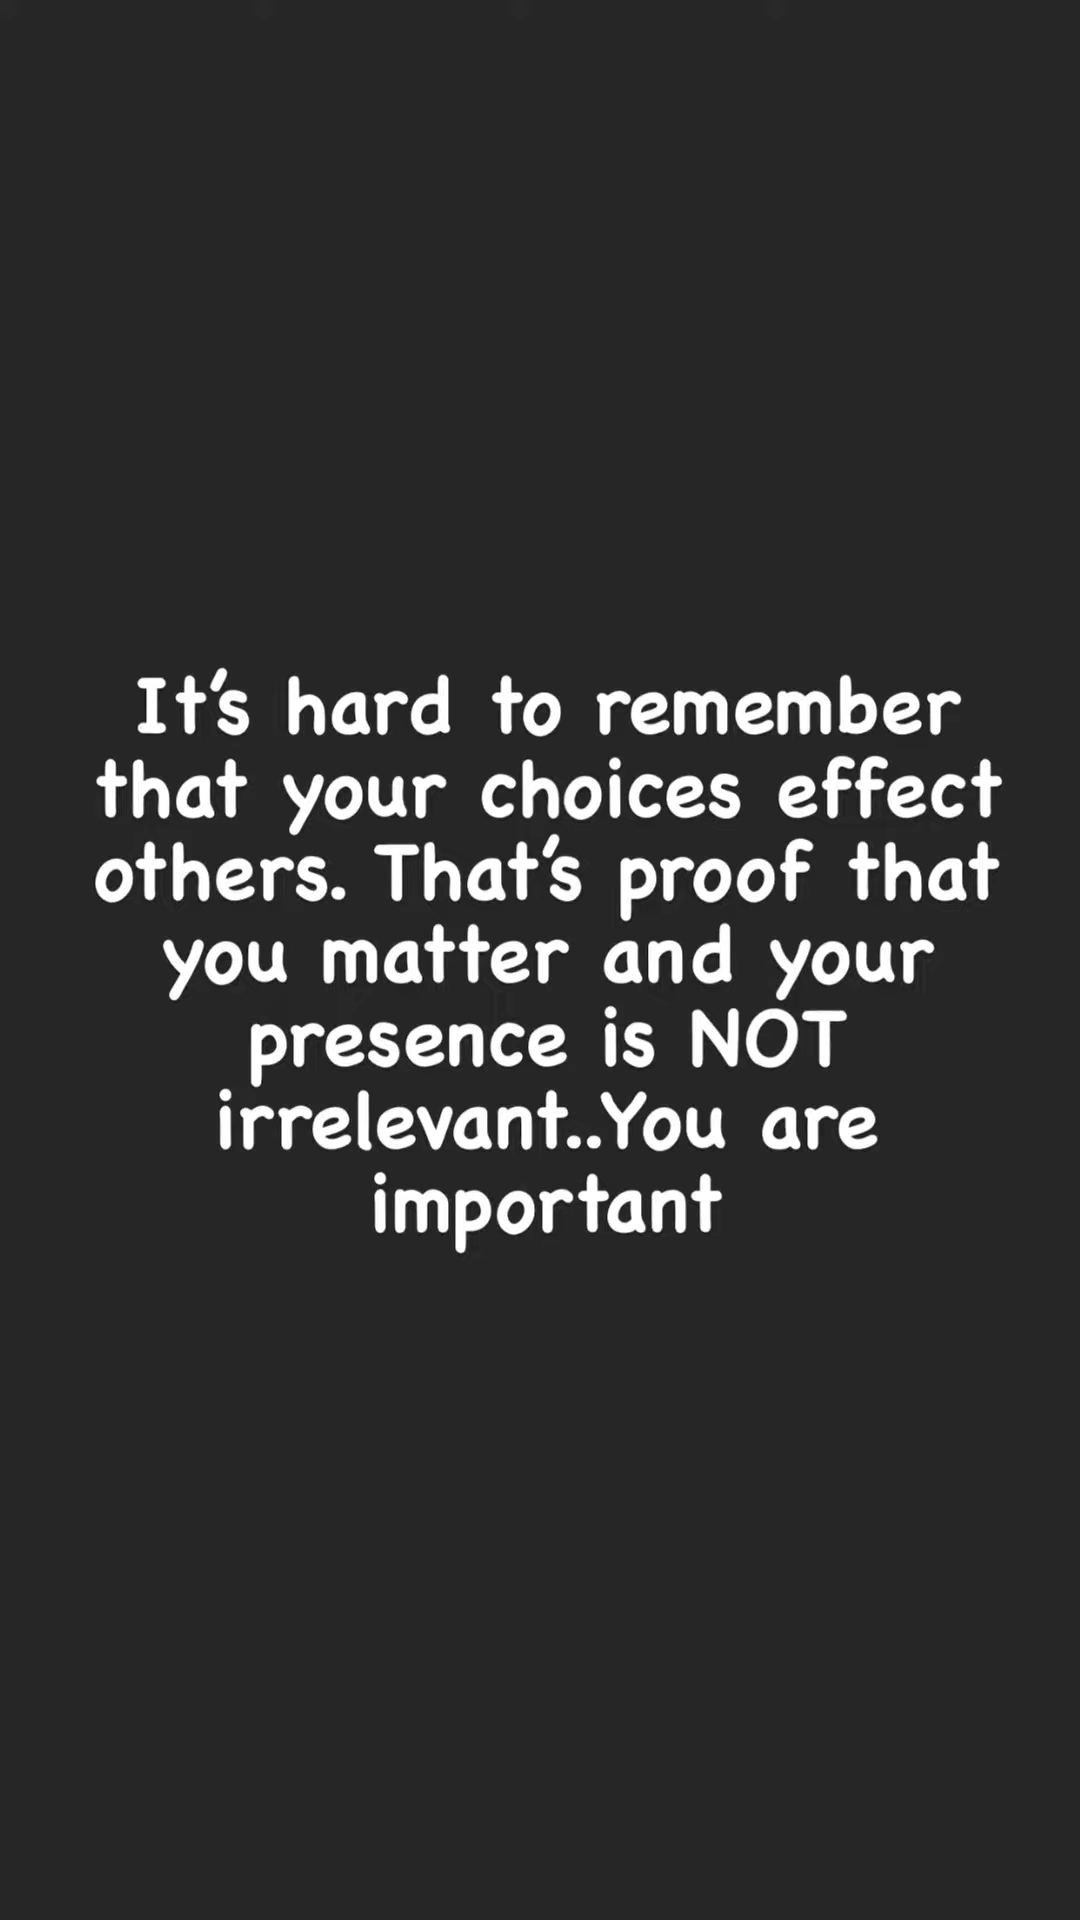 It's hard to remember
that your choices effect
others. That's proof that
you matter and your
presence is NOT
irrelevant..You are
important